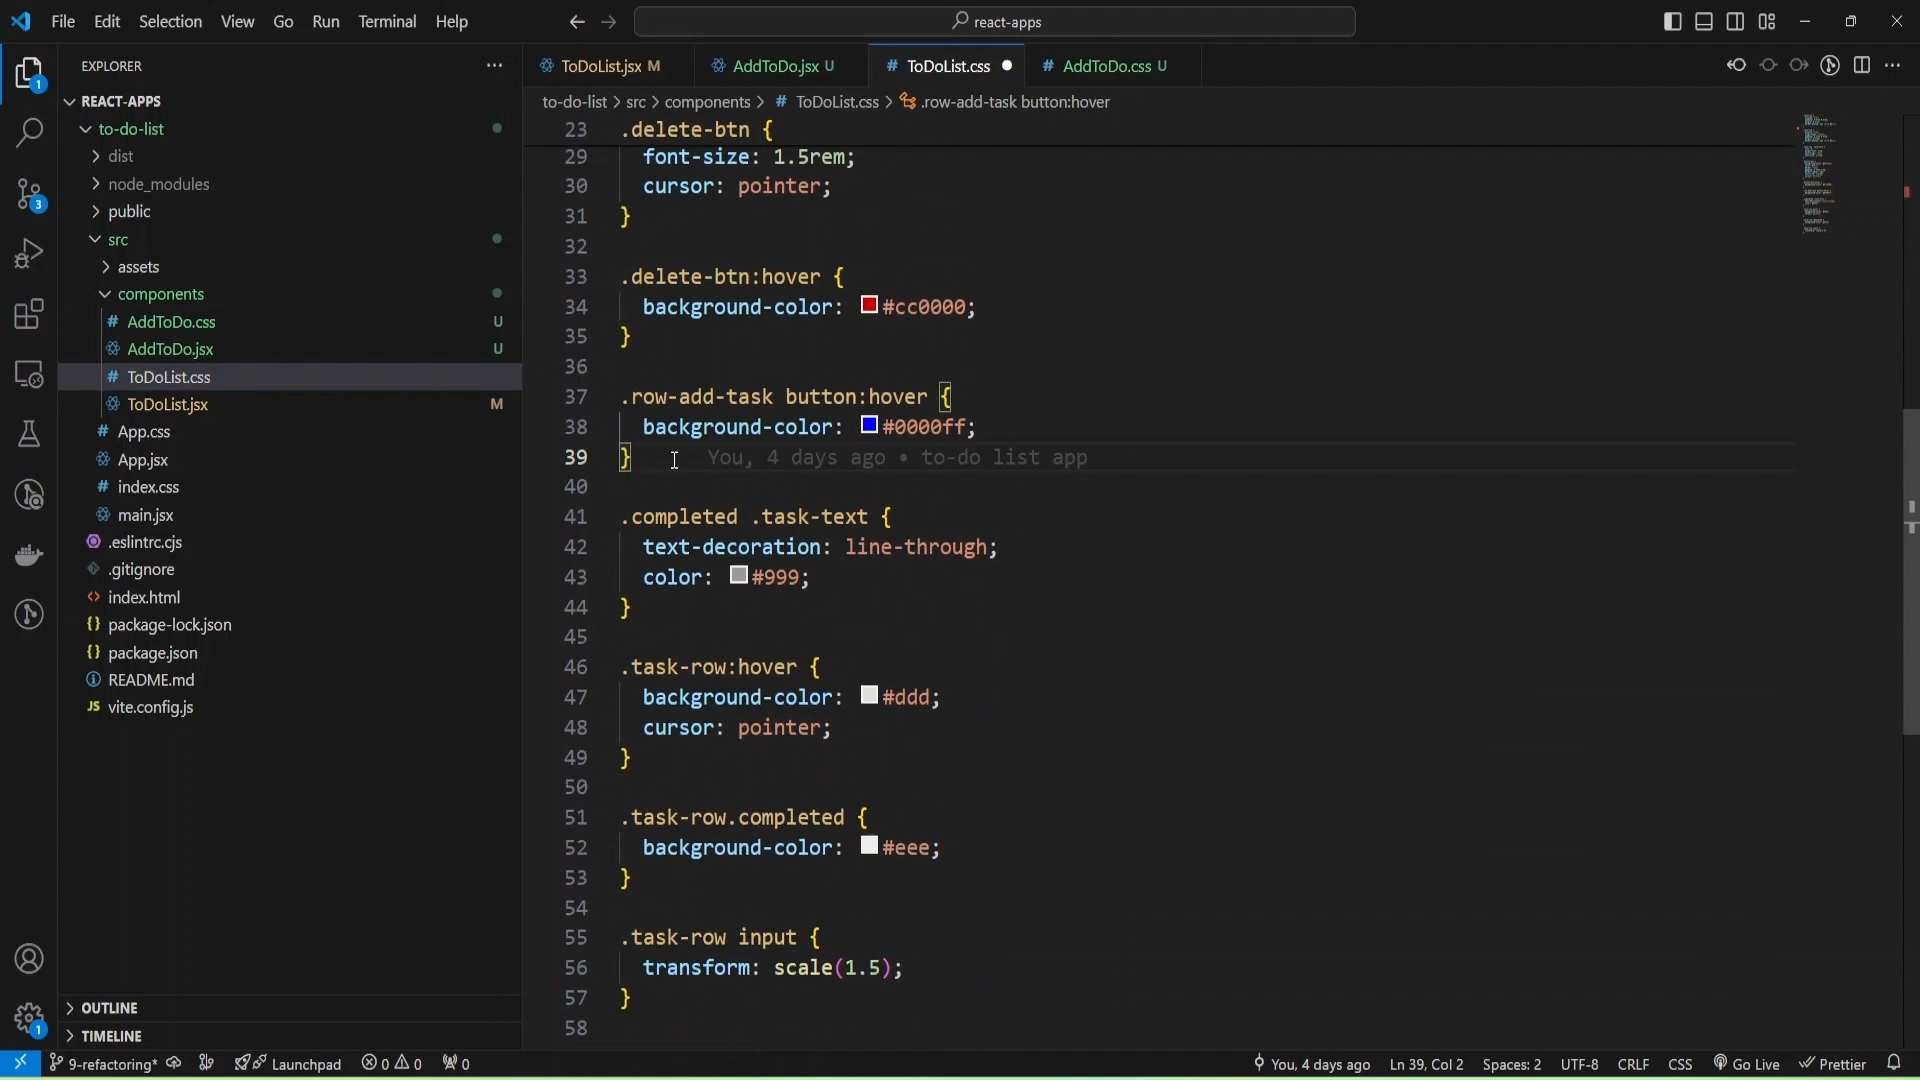 File Edit Selection View Go Run Terminal Help
react-apps
EXPLORER
REACT-APPS
to-do-list
dist
node_modules
public
src
assets
components
# AddToDo.css U
AddToDo.jsx U
# ToDoList.css
ToDoList.jsx M
# App.css
App.jsx
# index.css
main.jsx
.eslintrc.cjs
.gitignore
<> index.html
{} package-lock.json
{} package.json
README.md
JS vite.config.js
OUTLINE
TIMELINE
1
3
1
ToDoList.jsx M
AddToDo.jsx U
# ToDoList.css
# AddToDo.css U
to-do-list > src > components > # ToDoList.css > .row-add-task button:hover
23 .delete-btn {
29 font-size: 1.5rem;
30 cursor: pointer;
31 }
32
33 .delete-btn:hover {
34 background-color: #cc0000;
35 }
36
37 .row-add-task button:hover {
38 background-color: #0000ff;
39 } You, 4 days ago • to-do list app
40
41 .completed .task-text {
42 text-decoration: line-through;
43 color: #999;
44 }
45
46 .task-row:hover {
47 background-color: #ddd;
48 cursor: pointer;
49 }
50
51 .task-row.completed {
52 background-color: #eee;
53 }
54
55 .task-row input {
56 transform: scale(1.5);
57 }
58
9-refactoring* Launchpad 0 0 0 You, 4 days ago Ln 39, Col 2 Spaces: 2 UTF-8 CRLF CSS Go Live Prettier